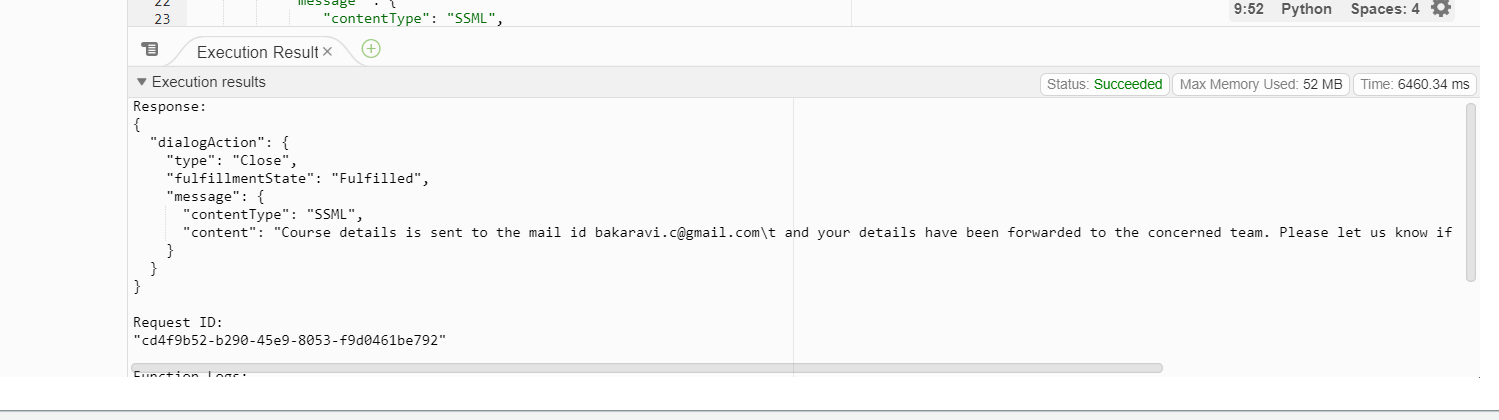 22 "message": {
23 "contentType": "SSML",
9:52 Python Spaces: 4
Execution Result ×
Execution results
Status: Succeeded Max Memory Used: 52 MB Time: 6460.34 ms
Response:
{
  "dialogAction": {
    "type": "Close",
    "fulfillmentState": "Fulfilled",
    "message": {
      "contentType": "SSML",
      "content": "Course details is sent to the mail id bakaravi.c@gmail.com\t and your details have been forwarded to the concerned team. Please let us know if
    }
  }
}
Request ID:
"cd4f9b52-b290-45e9-8053-f9d0461be792"
Function Logs: